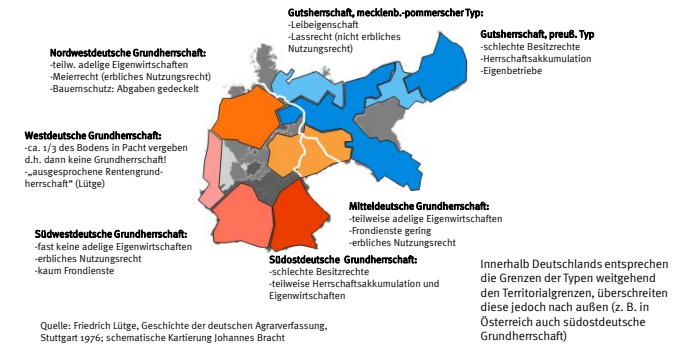 Gutsherrschaft, mecklenb.-pommerscher Typ:
-Leibeigenschaft
-Lassrecht (nicht erbliches
Nutzungsrecht)
Gutsherrschaft, preuß. Typ
-schlechte Besitzrechte
-Herrschaftsakkumulation
-Eigenbetriebe
Nordwestdeutsche Grundherrschaft:
-teilw. adelige Eigenwirtschaften
-Meierrecht (erbliches Nutzungsrecht)
-Bauernschutz: Abgaben gedeckelt
Westdeutsche Grundherrschaft:
-ca. 1/3 des Bodens in Pacht vergeben
d.h. dann keine Grundherrschaft!
-„ausgesprochene Rentengrund-
herrschaft“ (Lütge)
Mitteldeutsche Grundherrschaft:
-teilweise adelige Eigenwirtschaften
-Frondienste gering
-erbliches Nutzungsrecht
Südwestdeutsche Grundherrschaft:
-fast keine adelige Eigenwirtschaften
-erbliches Nutzungsrecht
-kaum Frondienste
Südostdeutsche Grundherrschaft:
-schlechte Besitzrechte
-teilweise Herrschaftsakkumulation und
Eigenwirtschaften
Innerhalb Deutschlands entsprechen
die Grenzen der Typen weitgehend
den Territorialgrenzen, überschreiten
diese jedoch nach außen (z. B. in
Österreich auch südostdeutsche
Grundherrschaft)
Quelle: Friedrich Lütge, Geschichte der deutschen Agrarverfassung,
Stuttgart 1976; schematische Kartierung Johannes Bracht